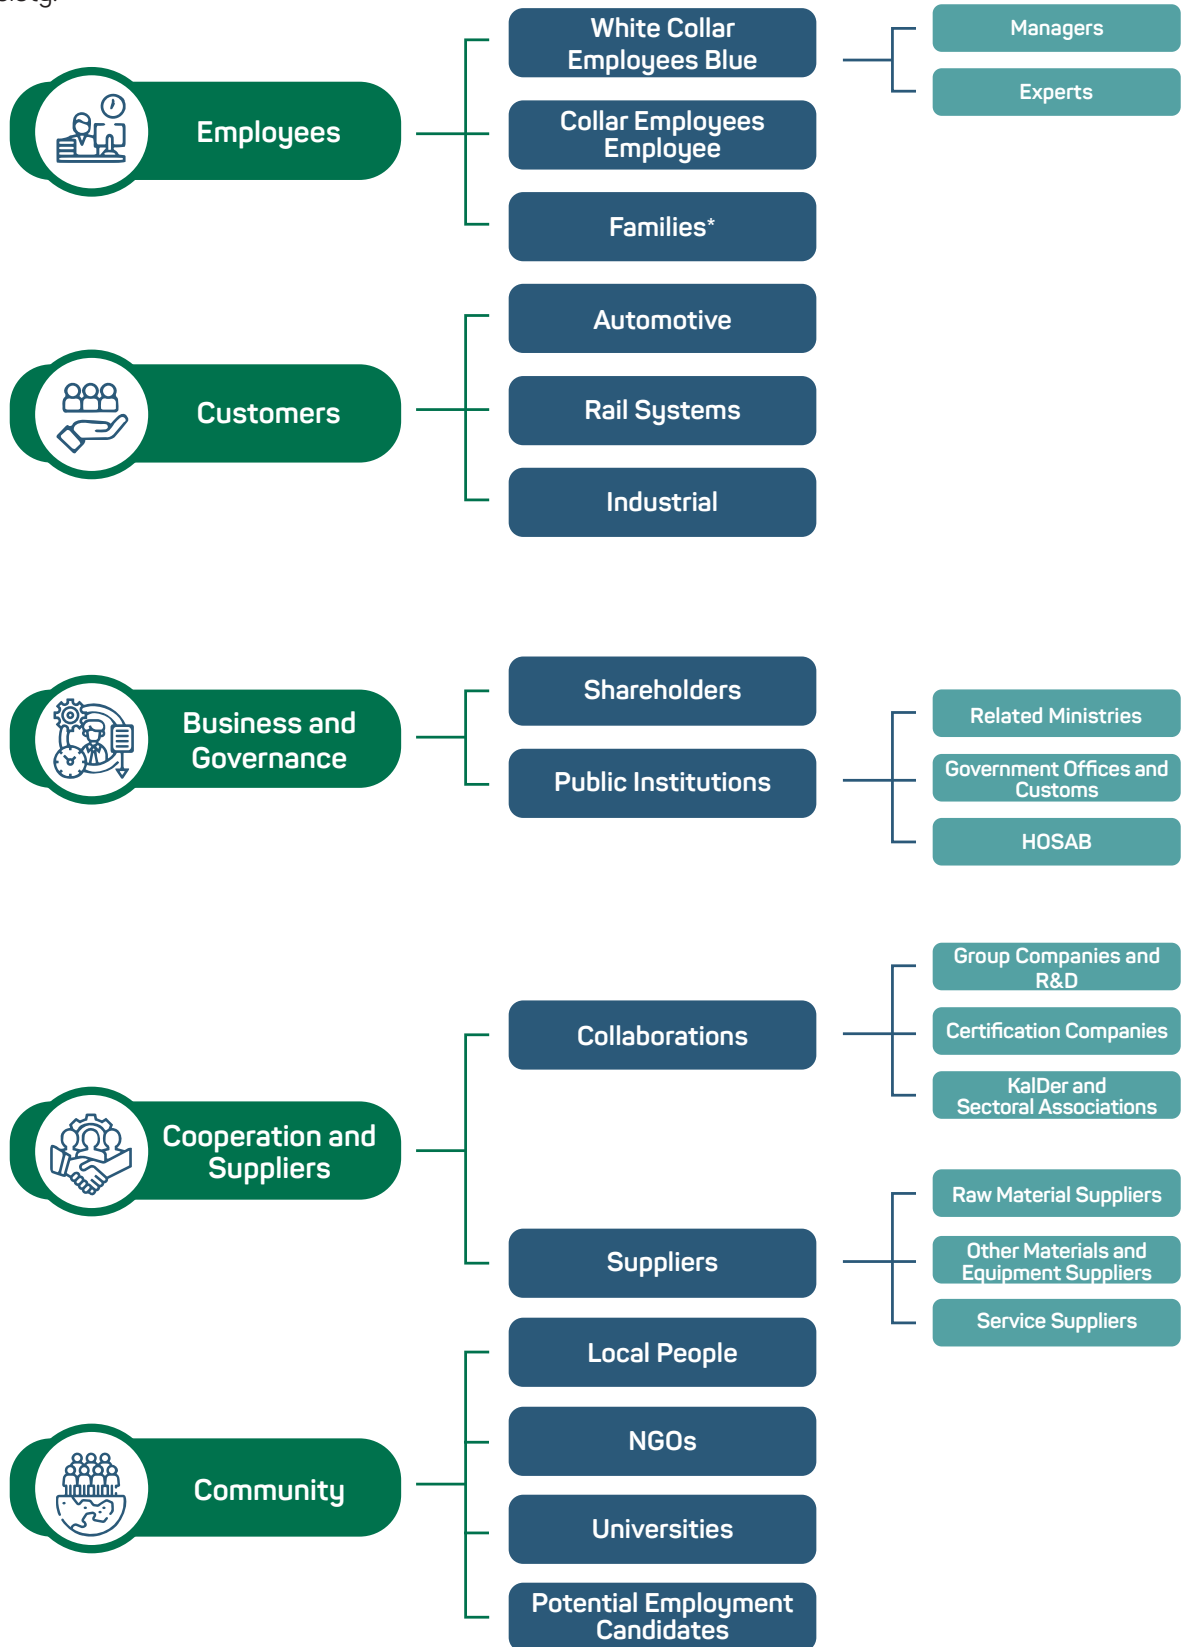 Employees
White Collar
Employees Blue
Managers
Experts
Collar Employees
Employee
Families*
Customers
Automotive
Rail Systems
Industrial
Business and
Governance
Shareholders
Public Institutions
Related Ministries
Government Offices and
Customs
HOSAB
Cooperation and
Suppliers
Collaborations
Group Companies and
R&D
Certification Companies
KalDer and
Sectoral Associations
Suppliers
Raw Material Suppliers
Other Materials and
Equipment Suppliers
Service Suppliers
Community
Local People
NGOs
Universities
Potential Employment
Candidates